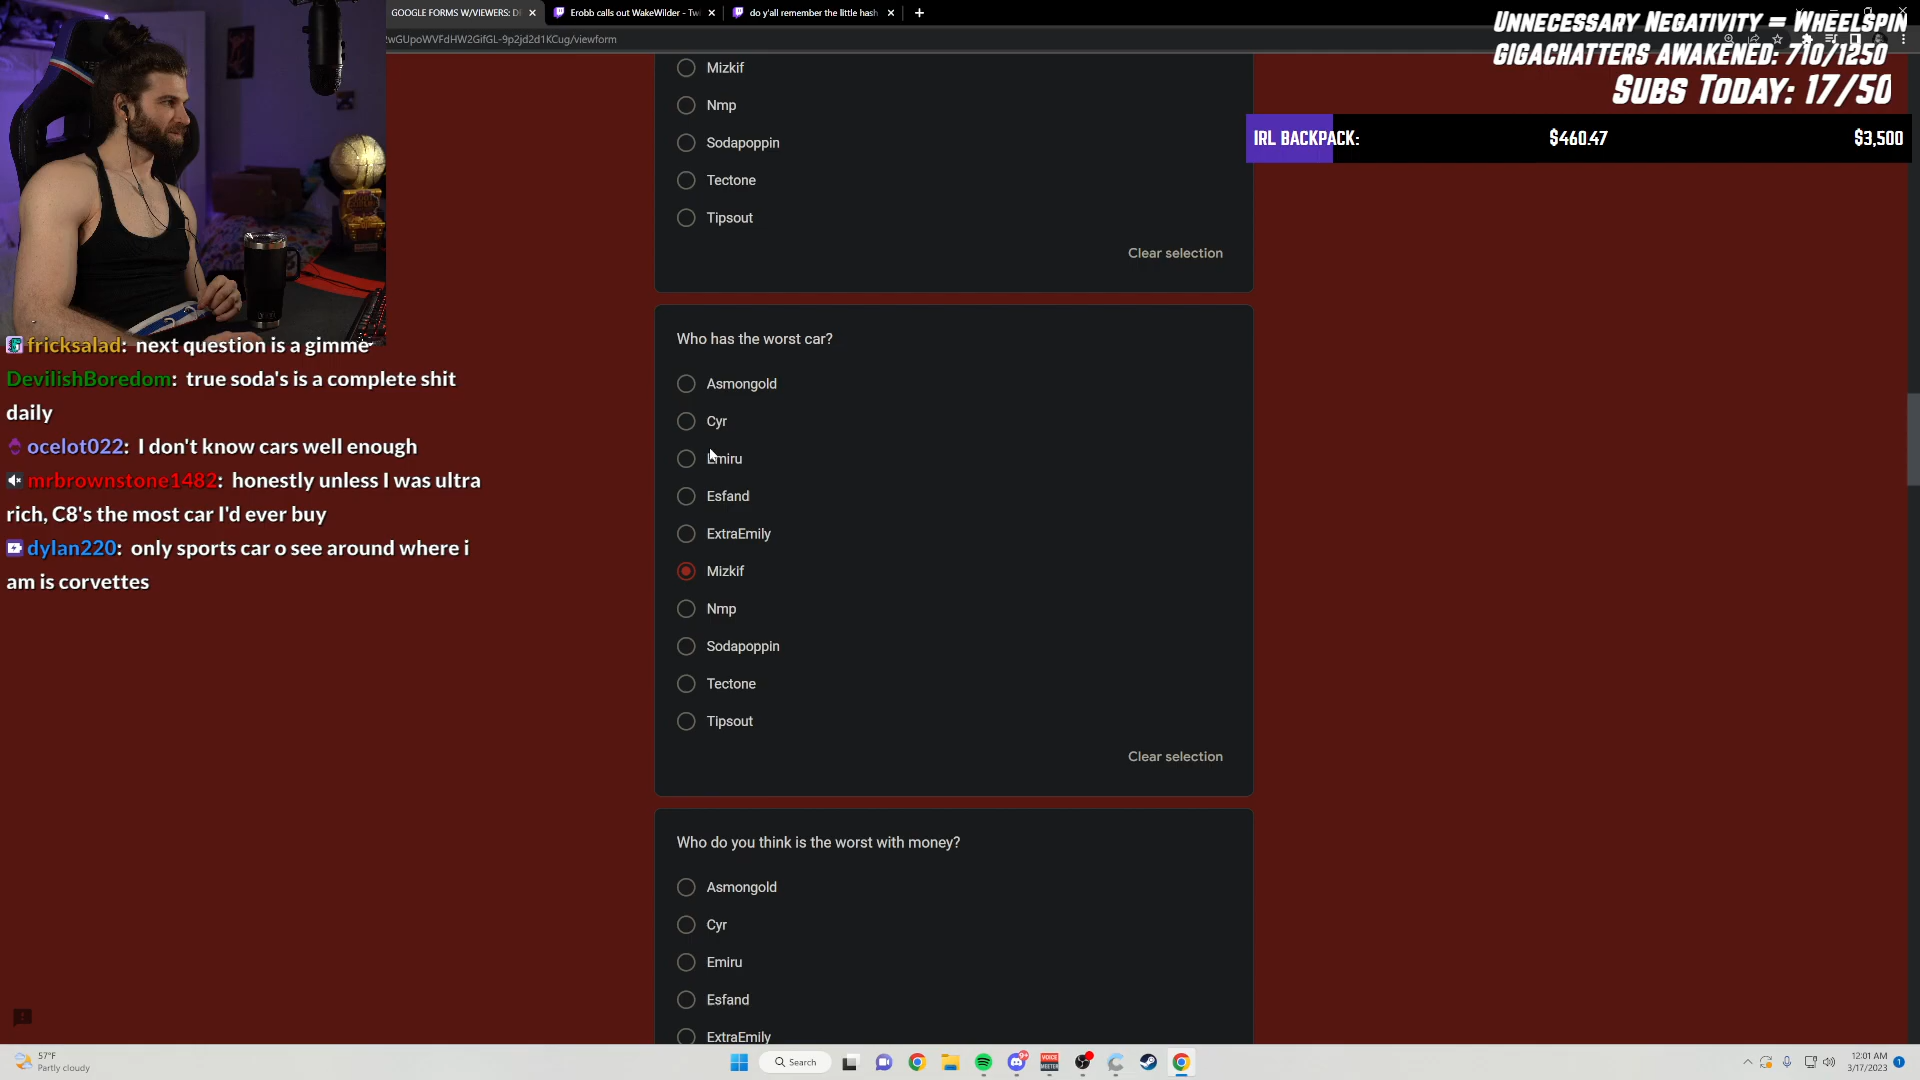 GOOGLE FORMS W/VIEWERS: D
Erobb calls out WakeWilder - Tw
do y'all remember the little hash
wGUpoWVFdHW2GifGL-9p2jd2d1KCug/viewform
Unnecessary Negativity = Wheelspin
GIGACHATTERS AWAKENED: 710/1250
Subs Today: 17/50
IRL BACKPACK: $460.47 $3,500
Mizkif
Nmp
Sodapoppin
Tectone
Tipsout
Clear selection
fricksalad: next question is a gimme
DevilishBoredom: true soda's is a complete shit
daily
ocelot022: I don't know cars well enough
mrbrownstone1482: honestly unless I was ultra
rich, C8's the most car I'd ever buy
dylan220: only sports car o see around where i
am is corvettes
Who has the worst car?
Asmongold
Cyr
Emiru
Esfand
ExtraEmily
Mizkif
Nmp
Sodapoppin
Tectone
Tipsout
Clear selection
Who do you think is the worst with money?
Asmongold
Cyr
Emiru
Esfand
ExtraEmily
57°F
Partly cloudy
Search
12:01 AM
3/17/2023
1